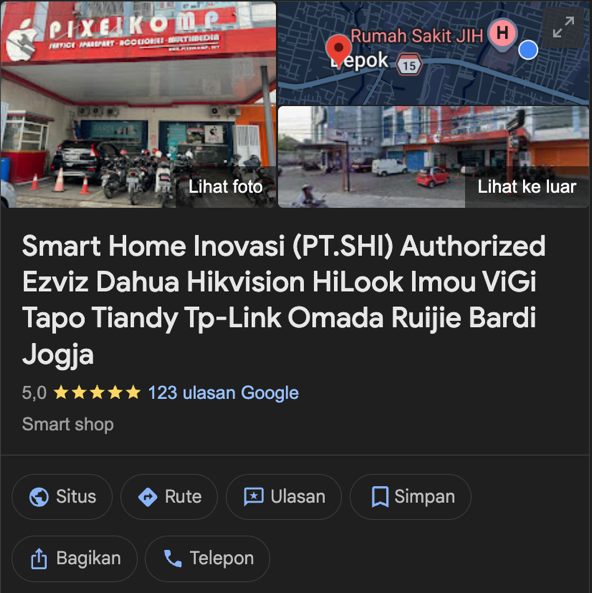 PIXELKOMP
SERVICE - SPAREPART - ACCESORIES - MULTIMEDIA
Rumah Sakit JIH
H
Depok
15
Lihat foto
Lihat ke luar
Smart Home Inovasi (PT.SHI) Authorized
Ezviz Dahua Hikvision HiLook Imou ViGi
Tapo Tiandy Tp-Link Omada Ruijie Bardi
Jogja
5,0 ★★★★★ 123 ulasan Google
Smart shop
Situs
Rute
Ulasan
Simpan
Bagikan
Telepon